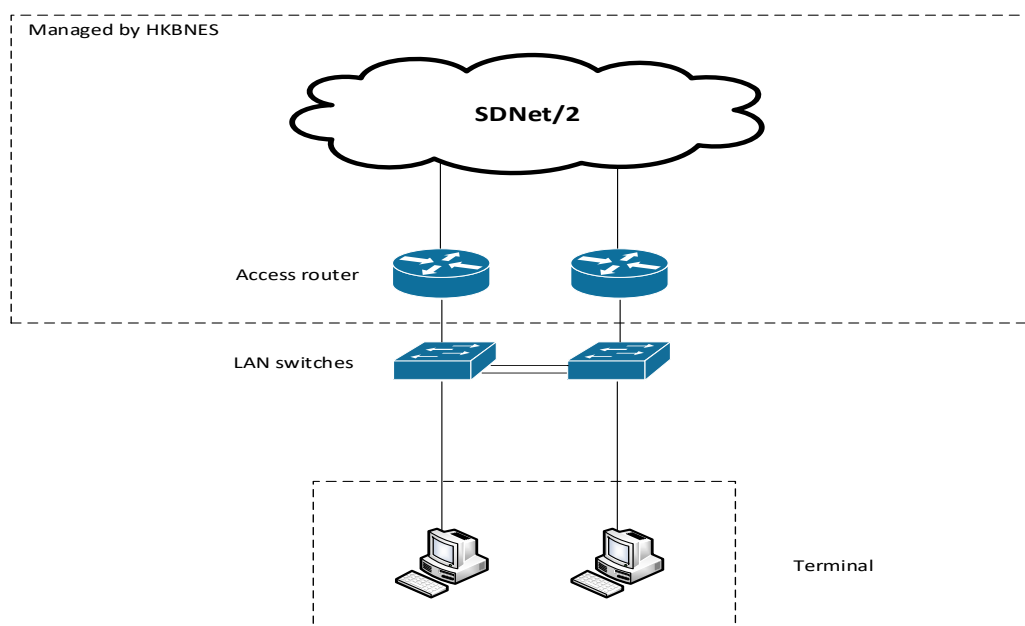 Managed by HKBNES
SDNet/2
Access router
LAN switches
Terminal